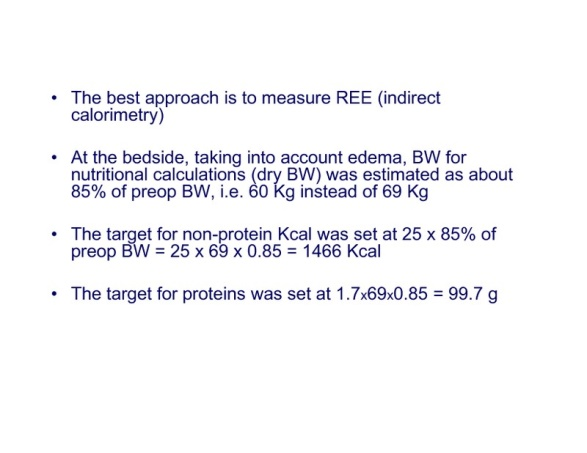 • The best approach is to measure REE (indirect
calorimetry)
• At the bedside, taking into account edema, BW for
nutritional calculations (dry BW) was estimated as about
85% of preop BW, i.e. 60 Kg instead of 69 Kg
• The target for non-protein Kcal was set at 25 x 85% of
preop BW = 25 x 69 x 0.85 = 1466 Kcal
• The target for proteins was set at 1.7x69x0.85 = 99.7 g